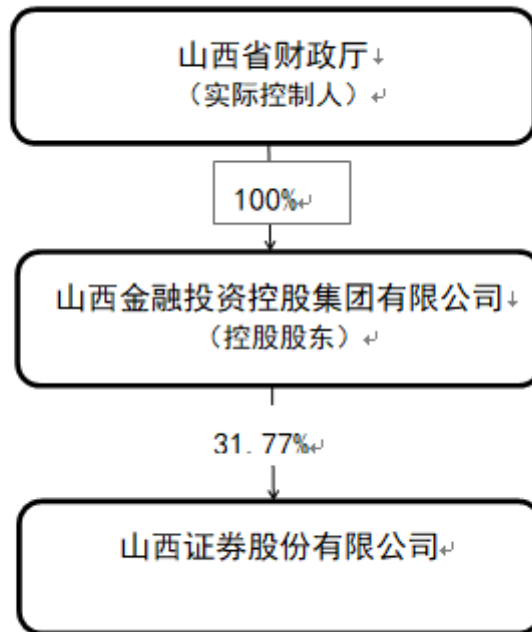 山西省财政厅↓
（实际控制人）↵
100%↵
山西金融投资控股集团有限公司↓
（控股股东）↵
31.77%↵
山西证券股份有限公司↵